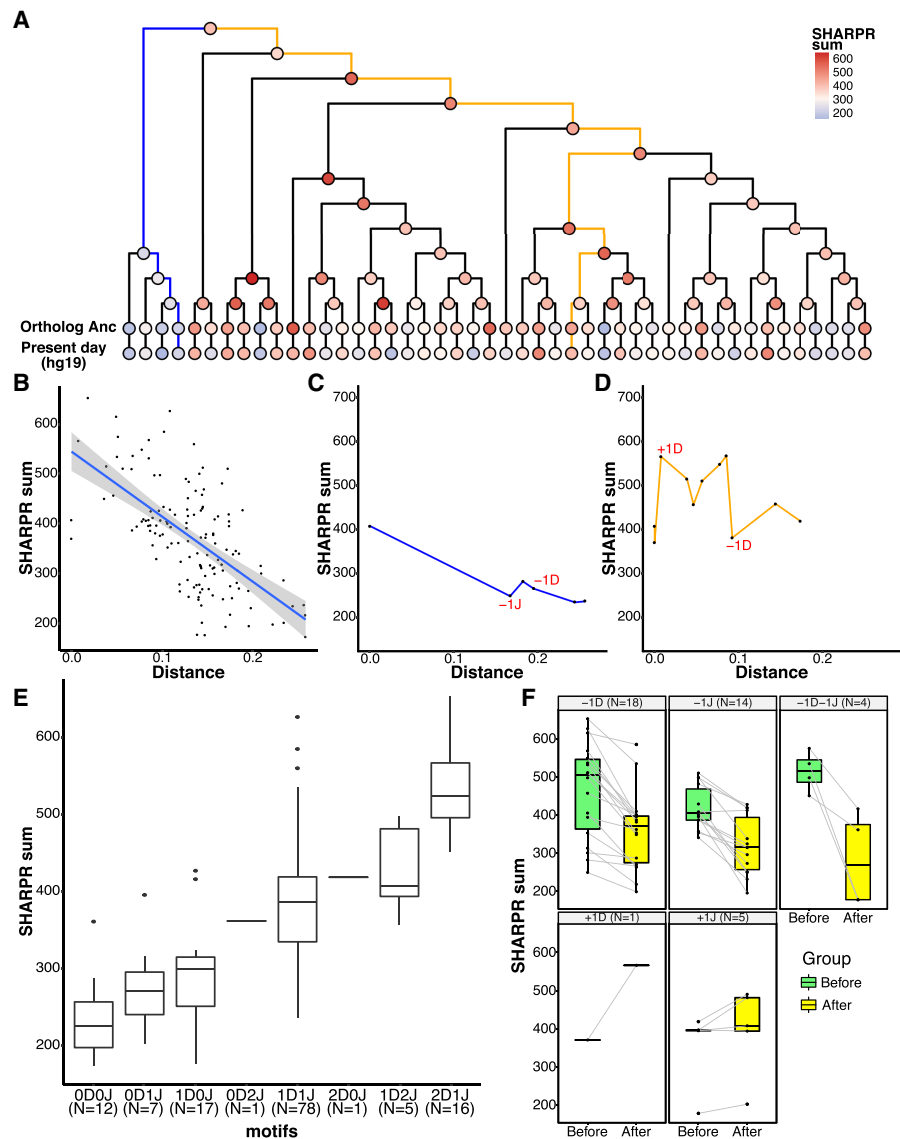 A
SHARPR
sum
600
400
300
200
Ortholog Anc
Present day
(hg19)
B
SHARPR sum
600
500
400
300
200
0.0
0.1
0.2
Distance
C
SHARPR sum
700
600
500
400
300
200
−1J
−1D
0.0
0.1
0.2
Distance
D
SHARPR sum
700
600
500
400
300
200
+1D
−1D
0.0
0.1
0.2
Distance
E
SHARPR sum
600
500
400
300
200
0D0J
(N=12)
0D1J
(N=7)
1D0J
(N=17)
0D2J
(N=1)
1D1J
(N=78)
2D0J
(N=1)
1D2J
(N=5)
2D1J
(N=16)
motifs
F
SHARPR sum
−1D (N=18)
−1J (N=14)
−1D−1J (N=4)
600
500
400
300
200
Before
After
+1D (N=1)
+1J (N=5)
600
500
400
300
200
Before
After
Before
After
Group
Before
After